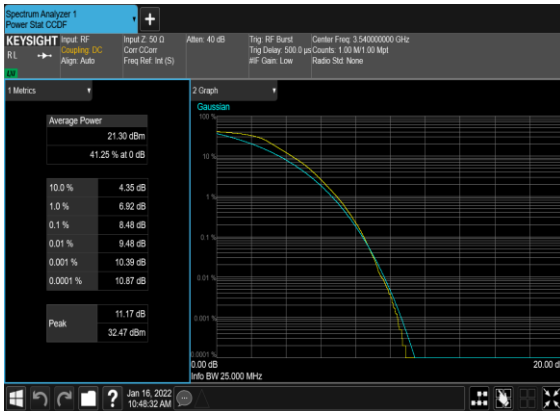 Spectrum Analyzer 1
Power Stat CCDF
+
KEYSIGHT
RL
Input: RF
Coupling: DC
Align: Auto
Input Z: 50 Ω
Corr CCorr
Freq Ref: Int (S)
Atten: 40 dB
Trig: RF Burst
Trig Delay: 500.0 µs
#IF Gain: Low
Center Freq: 3.540000000 GHz
Counts: 1.00 M/1.00 Mpt
Radio Std: None
1 Metrics
Average Power
21.30 dBm
41.25 % at 0 dB
10.0 % 4.35 dB
1.0 % 6.92 dB
0.1 % 8.48 dB
0.01 % 9.48 dB
0.001 % 10.39 dB
0.0001 % 10.87 dB
Peak
11.17 dB
32.47 dBm
2 Graph
Gaussian
100 %
10 %
1 %
0.1 %
0.01 %
0.001 %
0.0001 %
0.00 dB
20.00 d
Info BW 25.000 MHz
?
Jan 16, 2022
10:48:32 AM